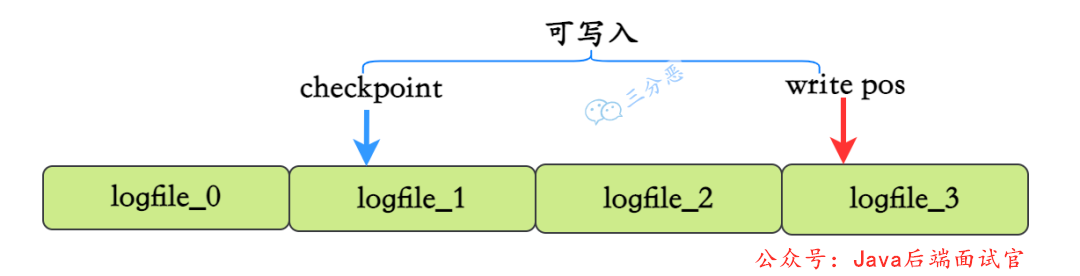 可写入
checkpoint
三分恶
write pos
logfile_0
logfile_1
logfile_2
logfile_3
公众号：Java后端面试官